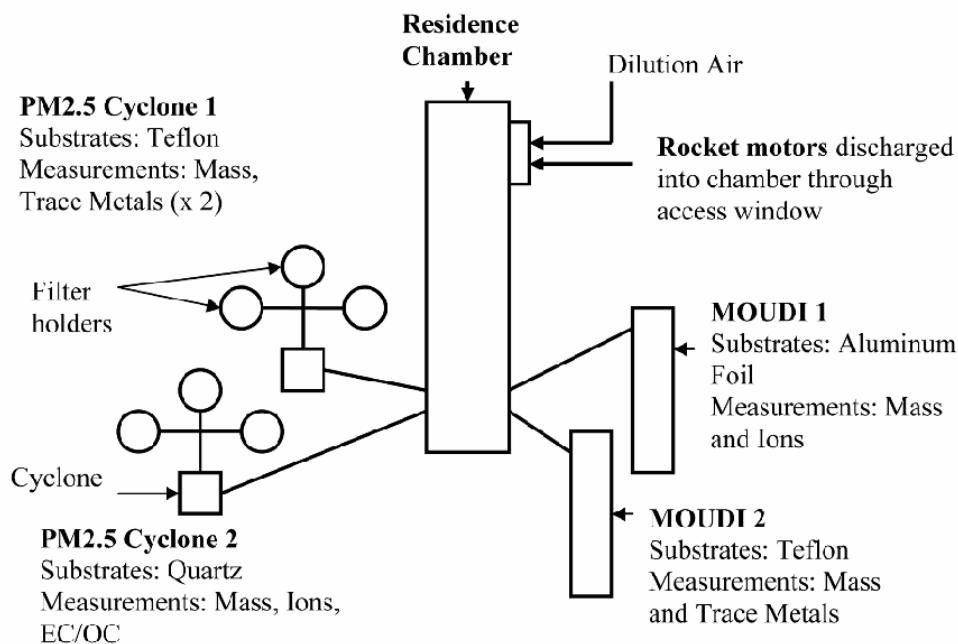 Residence
Chamber
Dilution Air
PM2.5 Cyclone 1
Substrates: Teflon
Measurements: Mass,
Trace Metals (x 2)
Rocket motors discharged
into chamber through
access window
Filter
holders
MOUDI 1
Substrates: Aluminum
Foil
Measurements: Mass
and Ions
Cyclone
PM2.5 Cyclone 2
Substrates: Quartz
Measurements: Mass, Ions,
EC/OC
MOUDI 2
Substrates: Teflon
Measurements: Mass
and Trace Metals